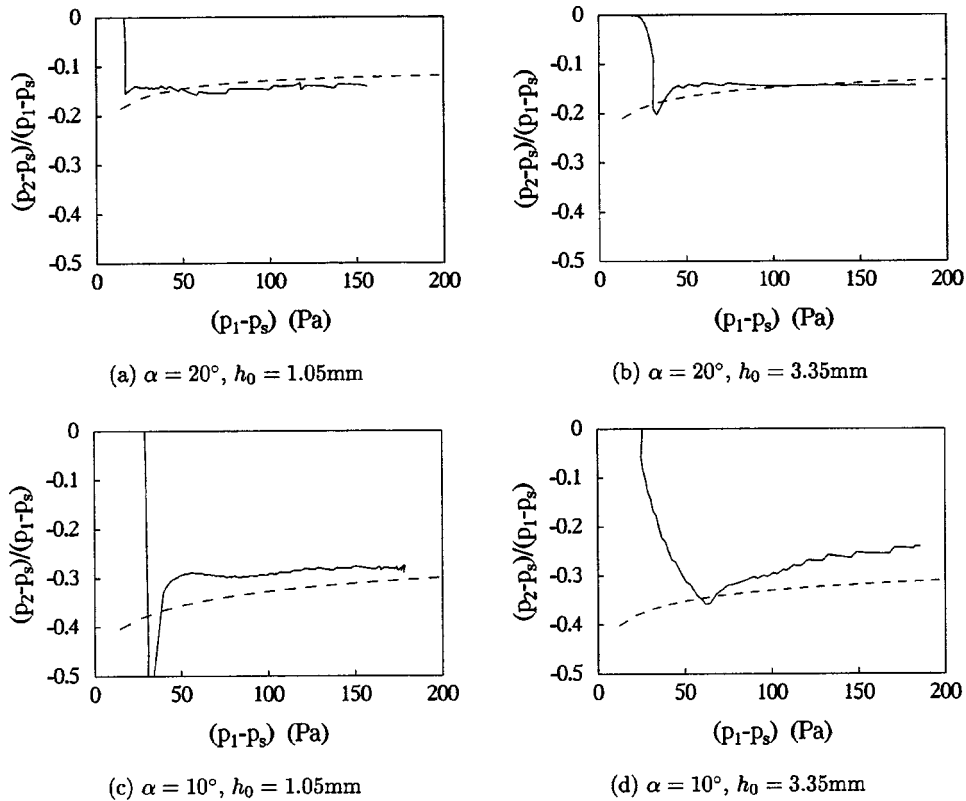 0
-0.1
-0.2
-0.3
-0.4
-0.5
(p₂-pₛ)/(p₁-pₛ)
0 50 100 150 200
(p₁-pₛ) (Pa)
(a) α = 20°, h₀ = 1.05mm
0
-0.1
-0.2
-0.3
-0.4
-0.5
(p₂-pₛ)/(p₁-pₛ)
0 50 100 150 200
(p₁-pₛ) (Pa)
(b) α = 20°, h₀ = 3.35mm
0
-0.1
-0.2
-0.3
-0.4
-0.5
(p₂-pₛ)/(p₁-pₛ)
0 50 100 150 200
(p₁-pₛ) (Pa)
(c) α = 10°, h₀ = 1.05mm
0
-0.1
-0.2
-0.3
-0.4
-0.5
(p₂-pₛ)/(p₁-pₛ)
0 50 100 150 200
(p₁-pₛ) (Pa)
(d) α = 10°, h₀ = 3.35mm